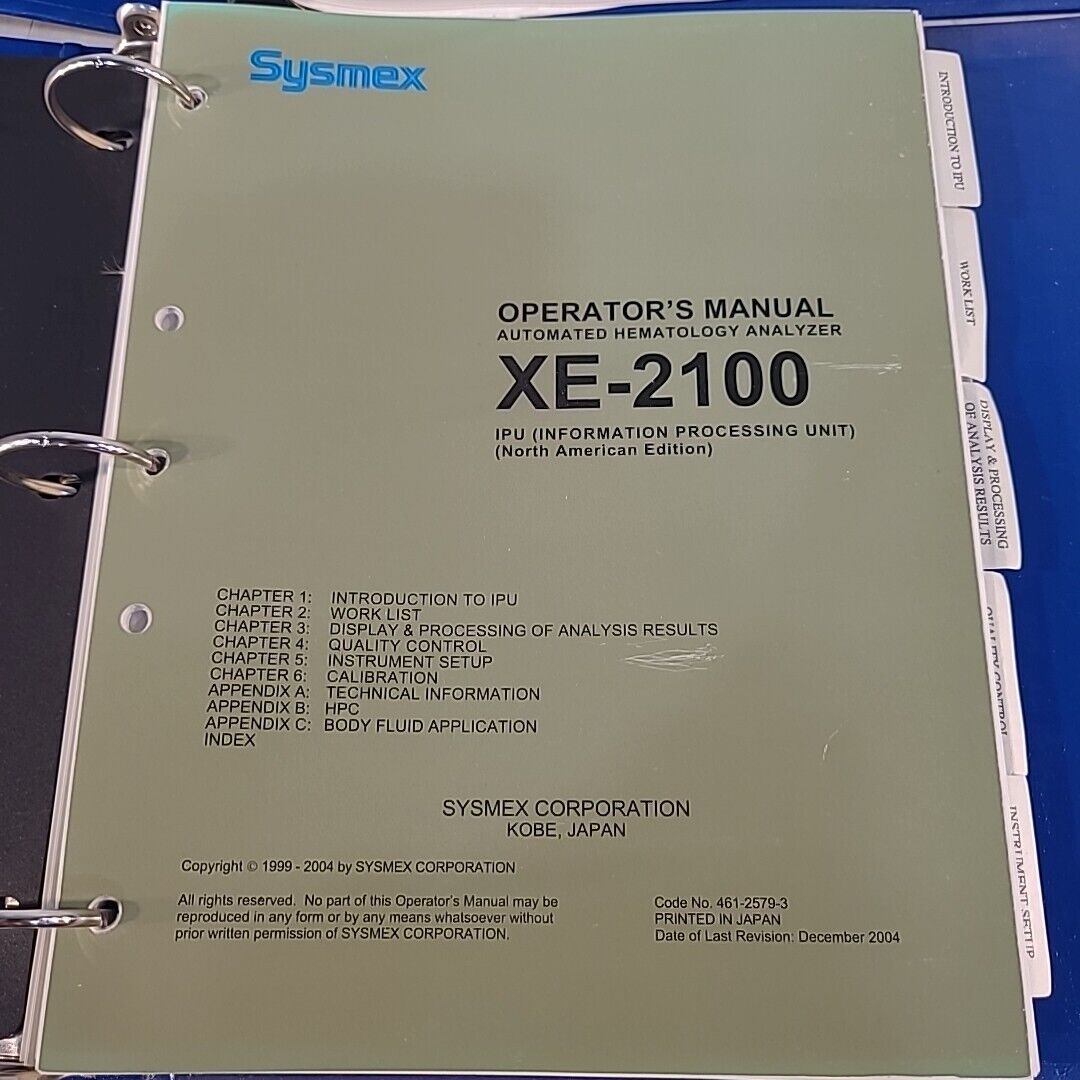 Sysmex
OPERATOR'S MANUAL
AUTOMATED HEMATOLOGY ANALYZER
XE-2100
IPU (INFORMATION PROCESSING UNIT)
(North American Edition)
CHAPTER 1: INTRODUCTION TO IPU
CHAPTER 2: WORK LIST
CHAPTER 3: DISPLAY & PROCESSING OF ANALYSIS RESULTS
CHAPTER 4: QUALITY CONTROL
CHAPTER 5: INSTRUMENT SETUP
CHAPTER 6: CALIBRATION
APPENDIX A: TECHNICAL INFORMATION
APPENDIX B: HPC
APPENDIX C: BODY FLUID APPLICATION
INDEX
SYSMEX CORPORATION
KOBE, JAPAN
Copyright © 1999 - 2004 by SYSMEX CORPORATION
All rights reserved. No part of this Operator's Manual may be
reproduced in any form or by any means whatsoever without
prior written permission of SYSMEX CORPORATION.
Code No. 461-2579-3
PRINTED IN JAPAN
Date of Last Revision: December 2004
INTRODUCTION TO IPU
WORK LIST
DISPLAY & PROCESSING
OF ANALYSIS RESULTS
QUALITY CONTROL
INSTRUMENT SETUP